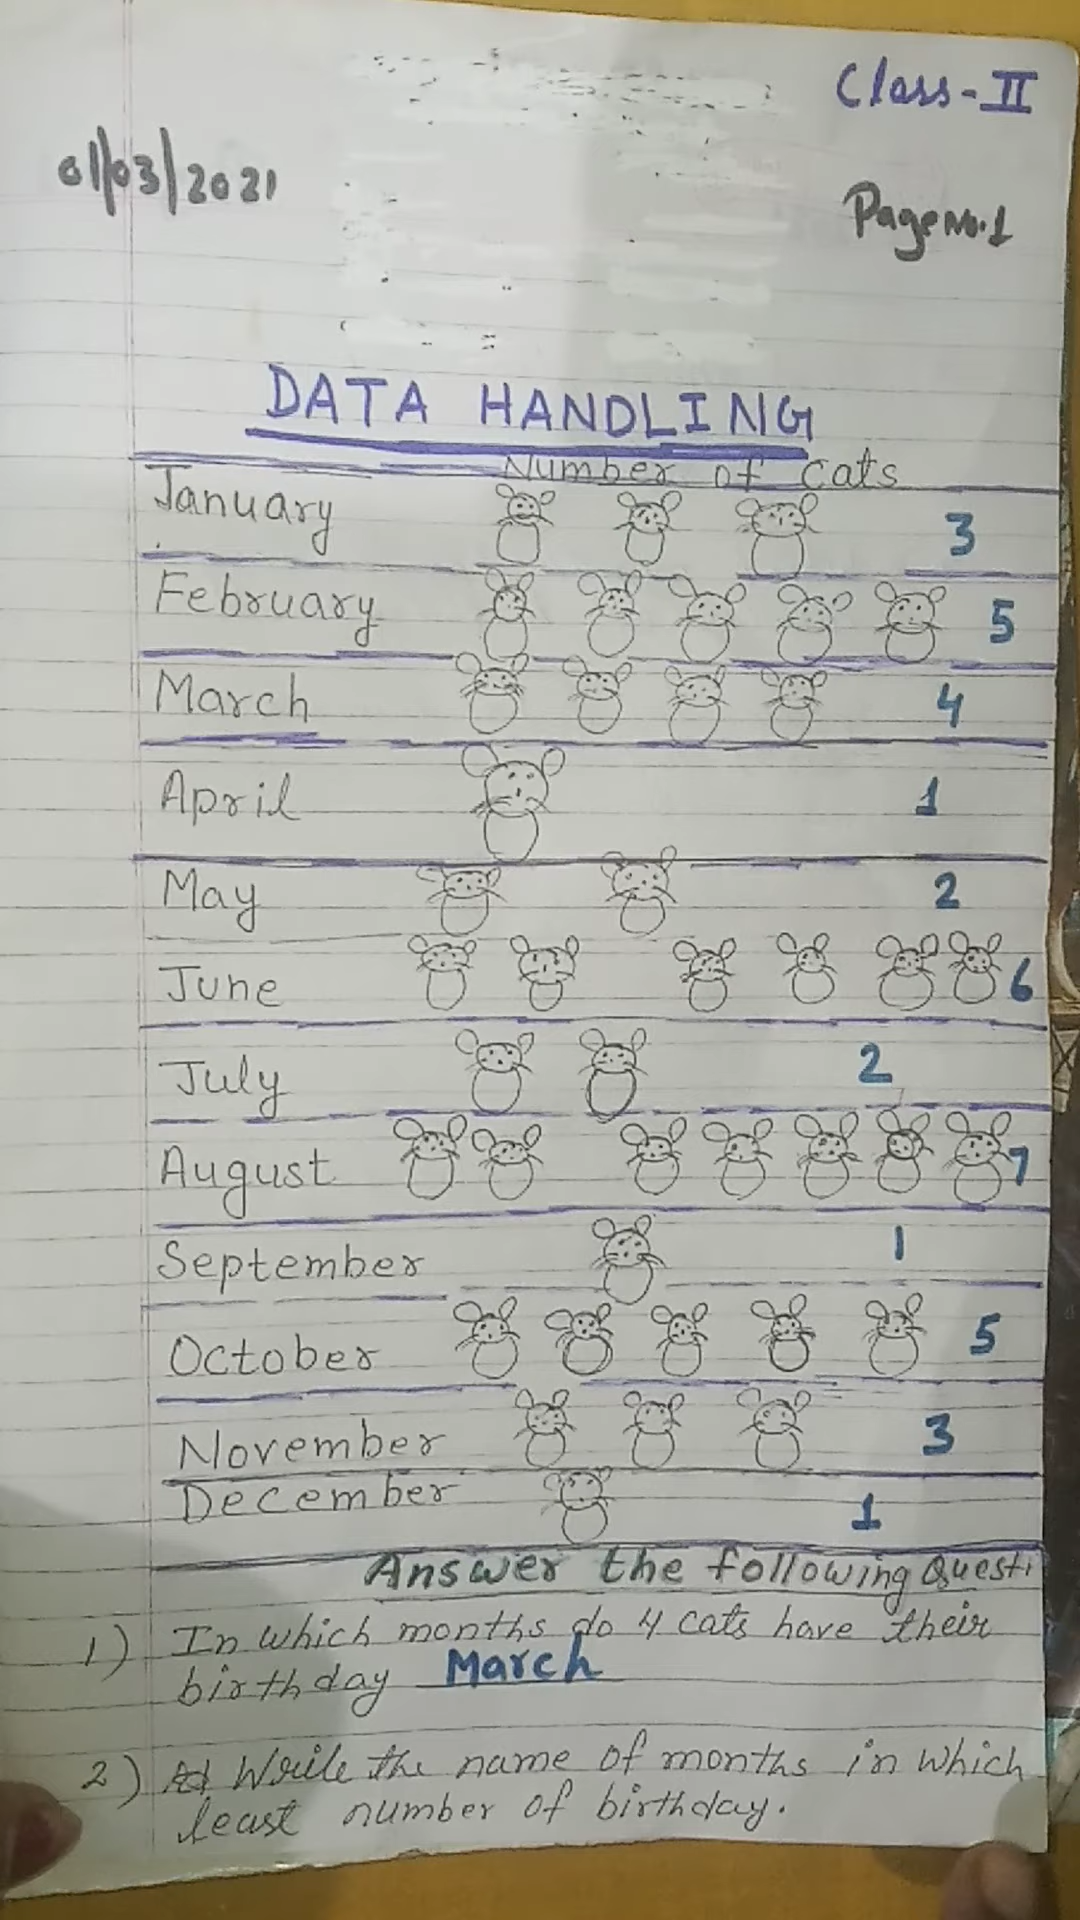 Class-II
01/03/2021
Page No.1
DATA HANDLING
Number of Cats
January 3
February 5
March 4
April 1
May 2
June 6
July 2
August 7
September 1
October 5
November 3
December 1
Answer the following Questi
1) In which months do 4 cats have their
birthday March
2) Write the name of months in which
least number of birthday.